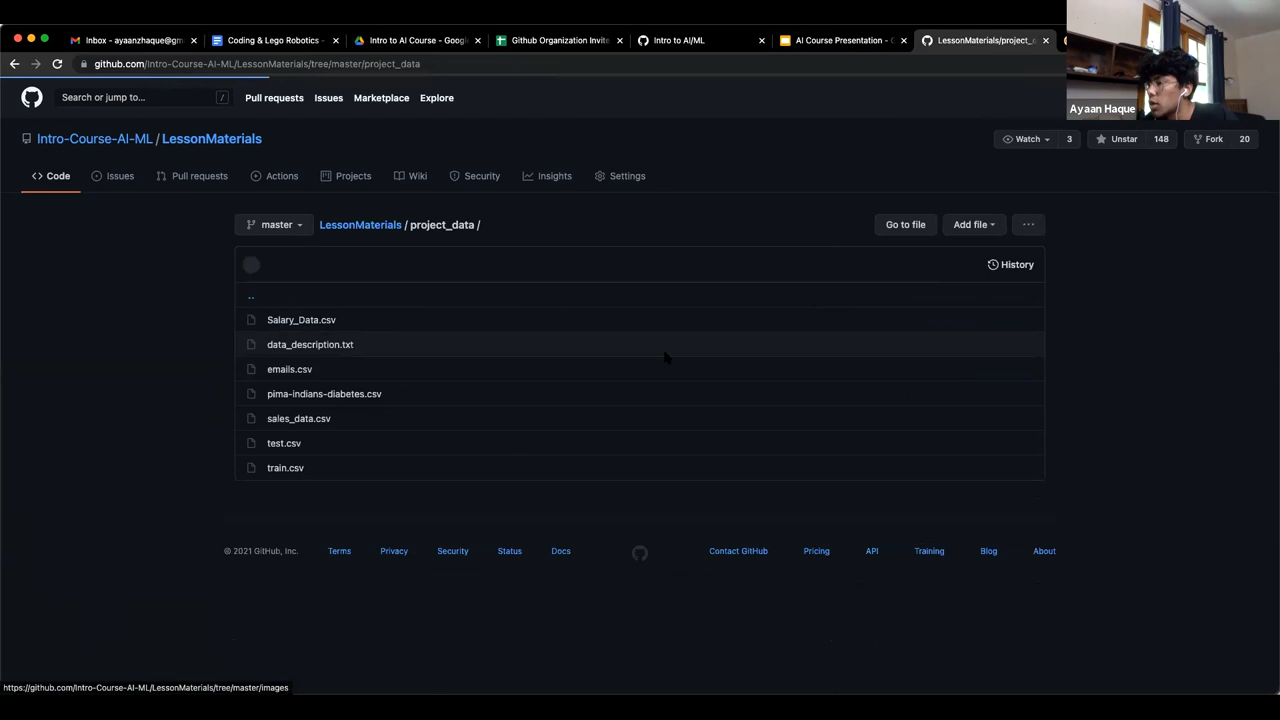 Inbox - ayaanzhaque@gm
Coding & Lego Robotics -
Intro to AI Course - Googl
Github Organization Invite
Intro to AI/ML
AI Course Presentation -
LessonMaterials/project_d
github.com/Intro-Course-AI-ML/LessonMaterials/tree/master/project_data
Ayaan Haque
Search or jump to... /
Pull requests
Issues
Marketplace
Explore
Intro-Course-AI-ML / LessonMaterials
Watch 3
Unstar 148
Fork 20
Code
Issues
Pull requests
Actions
Projects
Wiki
Security
Insights
Settings
master
LessonMaterials / project_data /
Go to file
Add file
...
History
..
Salary_Data.csv
data_description.txt
emails.csv
pima-indians-diabetes.csv
sales_data.csv
test.csv
train.csv
© 2021 GitHub, Inc.
Terms
Privacy
Security
Status
Docs
Contact GitHub
Pricing
API
Training
Blog
About
https://github.com/Intro-Course-AI-ML/LessonMaterials/tree/master/images